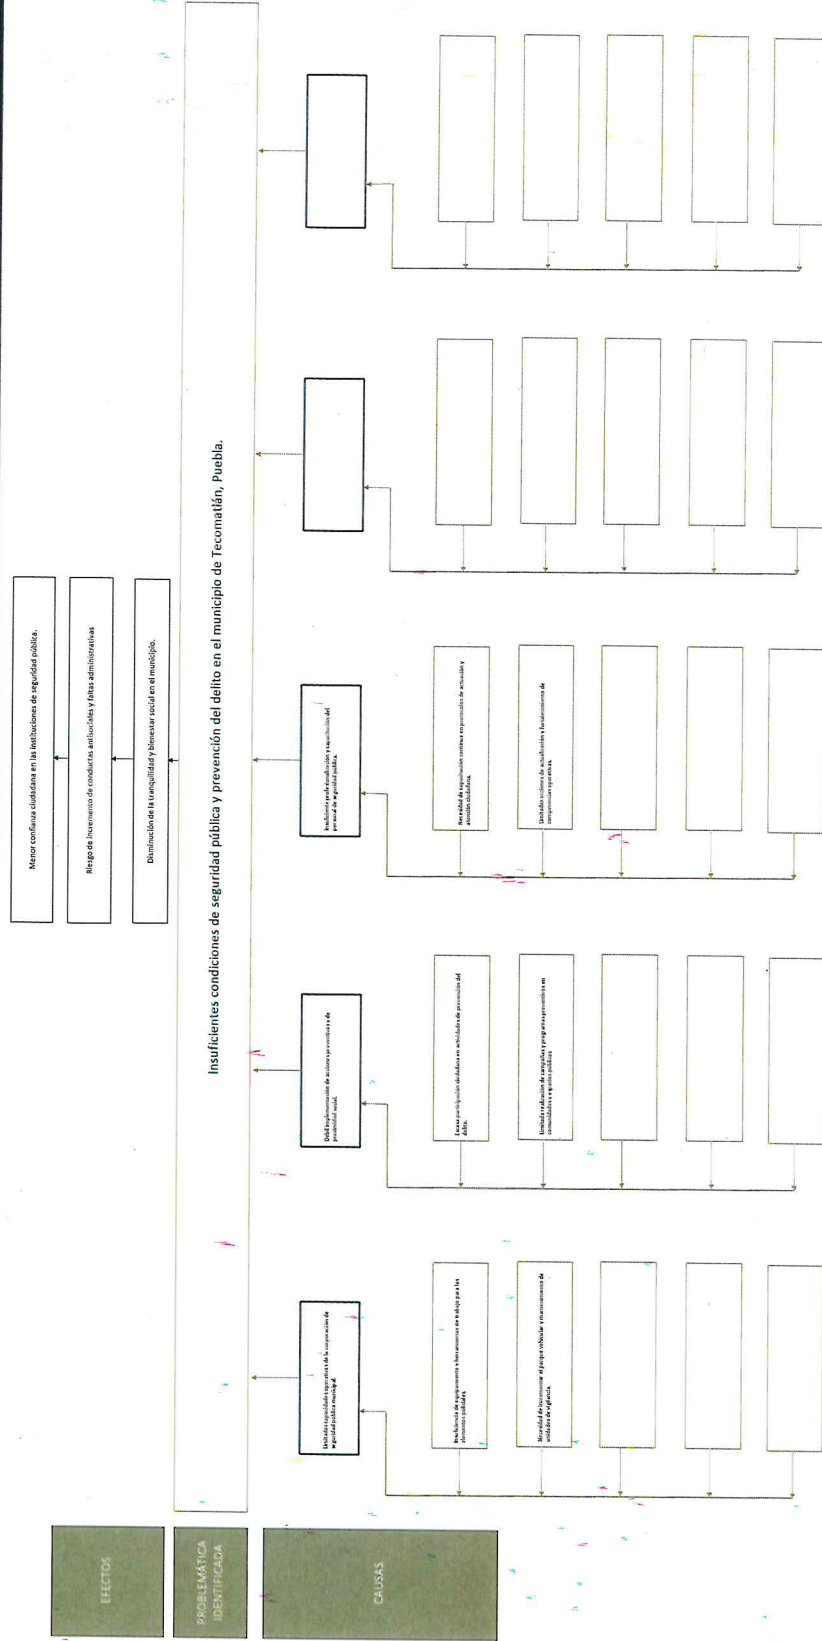 EFECTOS
Menor confianza ciudadana en las instituciones de seguridad pública.
Riesgo de incremento de conductas antisociales y faltas administrativas
Disminución de la tranquilidad y bienestar social en el municipio.
PROBLEMÁTICA
IDENTIFICADA
Insuficientes condiciones de seguridad pública y prevención del delito en el municipio de Tecomatlán, Puebla.
CAUSAS
Limitadas capacidades operativas de la corporación de
seguridad pública municipal.
Insuficiencia de equipamiento y herramientas de trabajo para los
elementos policiales.
Necesidad de incrementar el parque vehicular y mantenimiento de
unidades de vigilancia.
Débil implementación de acciones preventivas y de
proximidad social.
Escasa participación ciudadana en actividades de prevención del
delito.
Limitada realización de campañas y programas preventivos en
comunidades y espacios públicos
Insuficiente profesionalización y capacitación del
personal de seguridad pública.
Necesidad de capacitación continua en protocolos de actuación y
atención ciudadana.
Limitadas acciones de actualización y fortalecimiento de
competencias operativas.